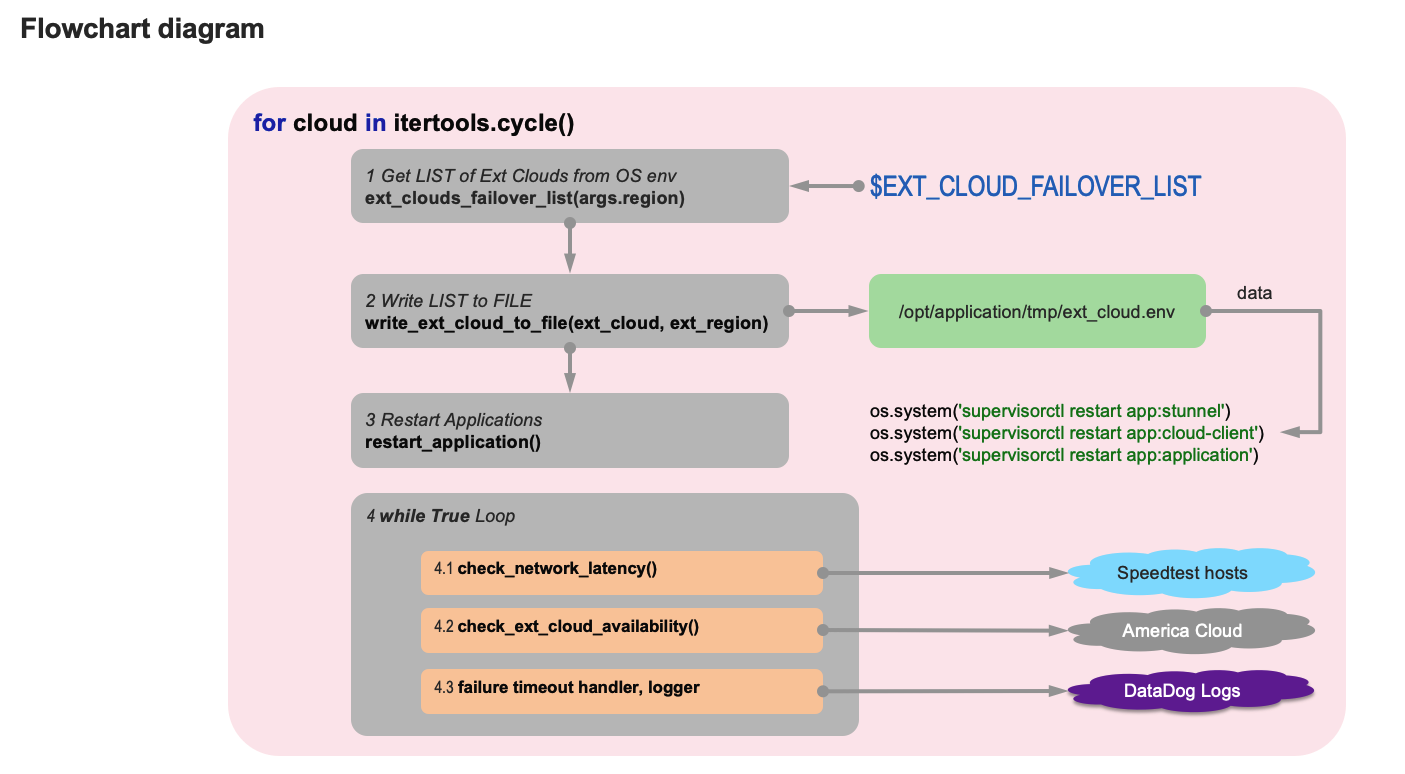 Flowchart diagram
for cloud in itertools.cycle()
1 Get LIST of Ext Clouds from OS env
ext_clouds_failover_list(args.region)
$EXT_CLOUD_FAILOVER_LIST
2 Write LIST to FILE
write_ext_cloud_to_file(ext_cloud, ext_region)
/opt/application/tmp/ext_cloud.env
data
3 Restart Applications
restart_application()
os.system('supervisorctl restart app:stunnel')
os.system('supervisorctl restart app:cloud-client')
os.system('supervisorctl restart app:application')
4 while True Loop
4.1 check_network_latency()
Speedtest hosts
4.2 check_ext_cloud_availability()
America Cloud
4.3 failure timeout handler, logger
DataDog Logs